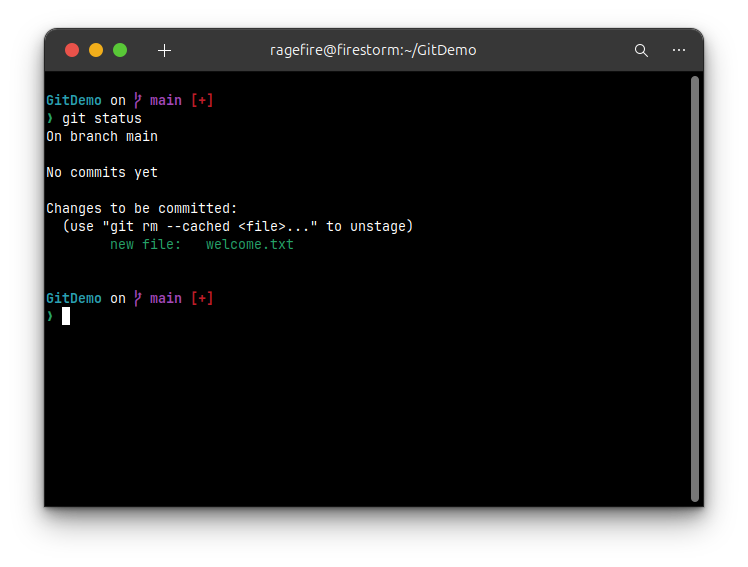 ragefire@firestorm:~/GitDemo
GitDemo on main [+]
❯ git status
On branch main
No commits yet
Changes to be committed:
(use "git rm --cached <file>..." to unstage)
new file: welcome.txt
GitDemo on main [+]
❯